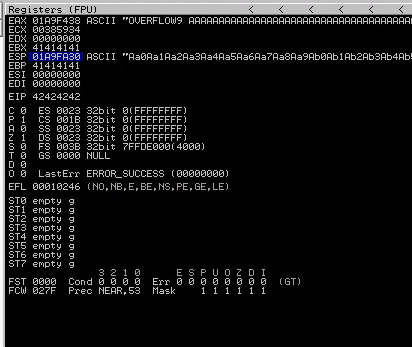 Registers (FPU) < < < <
EAX 01A9F438 ASCII "OVERFLOW9 AAAAAAAAAAAAAAAAAAAAAAAAAAAA
ECX 00385934
EDX 00000000
EBX 41414141
ESP 01A9FA30 ASCII "Aa0Aa1Aa2Aa3Aa4Aa5Aa6Aa7Aa8Aa9Ab0Ab1Ab2Ab3Ab4Ab5
EBP 41414141
ESI 00000000
EDI 00000000
EIP 42424242
C 0 ES 0023 32bit 0(FFFFFFFF)
P 1 CS 001B 32bit 0(FFFFFFFF)
A 0 SS 0023 32bit 0(FFFFFFFF)
Z 1 DS 0023 32bit 0(FFFFFFFF)
S 0 FS 003B 32bit 7FFDE000(4000)
T 0 GS 0000 NULL
D 0
O 0 LastErr ERROR_SUCCESS (00000000)
EFL 00010246 (NO,NB,E,BE,NS,PE,GE,LE)
ST0 empty g
ST1 empty g
ST2 empty g
ST3 empty g
ST4 empty g
ST5 empty g
ST6 empty g
ST7 empty g
3 2 1 0 E S P U O Z D I
FST 0000 Cond 0 0 0 0 Err 0 0 0 0 0 0 0 0 (GT)
FCW 027F Prec NEAR,53 Mask 1 1 1 1 1 1